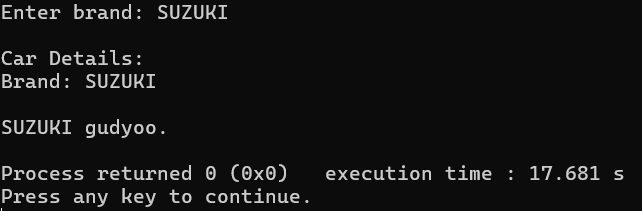 Enter brand: SUZUKI
Car Details:
Brand: SUZUKI
SUZUKI gudyoo.
Process returned 0 (0x0)   execution time : 17.681 s
Press any key to continue.